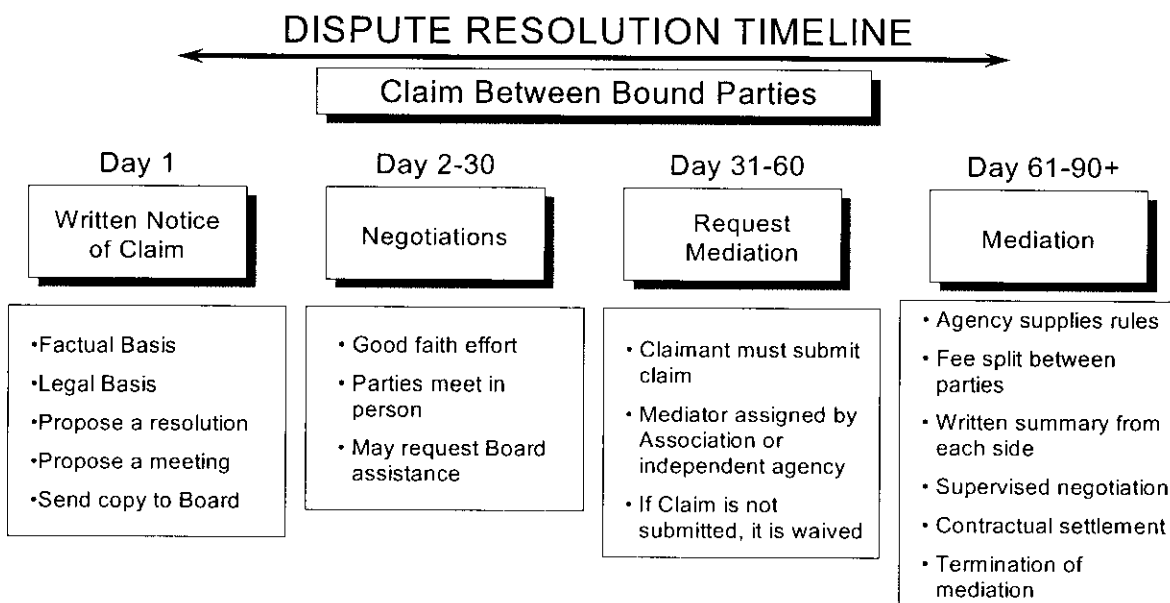 DISPUTE RESOLUTION TIMELINE
Claim Between Bound Parties
Day 1
Written Notice
of Claim
•Factual Basis
•Legal Basis
•Propose a resolution
•Propose a meeting
•Send copy to Board
Day 2-30
Negotiations
• Good faith effort
• Parties meet in
person
• May request Board
assistance
Day 31-60
Request
Mediation
• Claimant must submit
claim
• Mediator assigned by
Association or
independent agency
• If Claim is not
submitted, it is waived
Day 61-90+
Mediation
• Agency supplies rules
• Fee split between
parties
• Written summary from
each side
• Supervised negotiation
• Contractual settlement
• Termination of
mediation